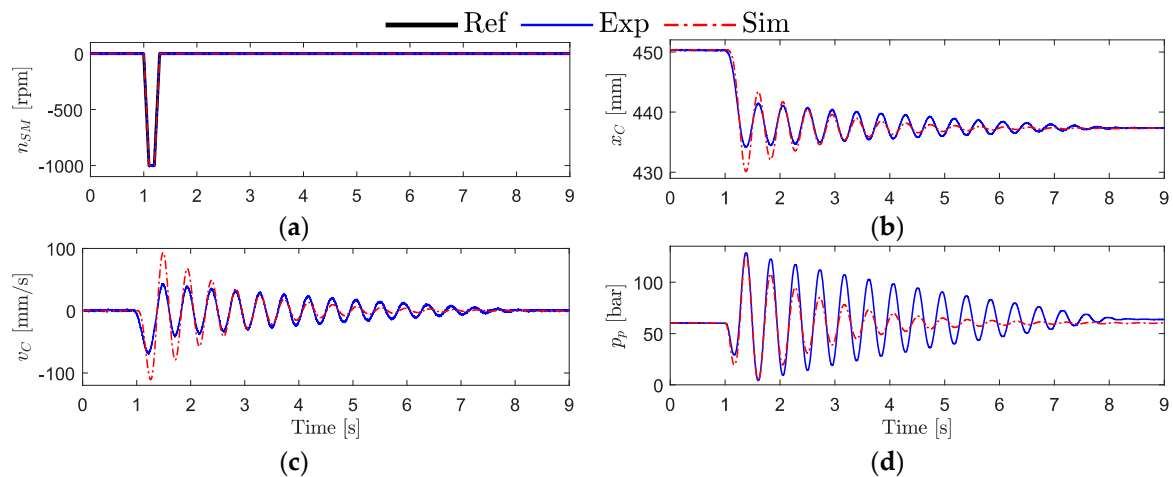 Ref Exp Sim
0
-500
-1000
n_SM [rpm]
0 1 2 3 4 5 6 7 8 9
(a)
450
440
430
x_C [mm]
0 1 2 3 4 5 6 7 8 9
(b)
100
0
-100
v_C [mm/s]
0 1 2 3 4 5 6 7 8 9
Time [s]
(c)
100
50
0
p_p [bar]
0 1 2 3 4 5 6 7 8 9
Time [s]
(d)